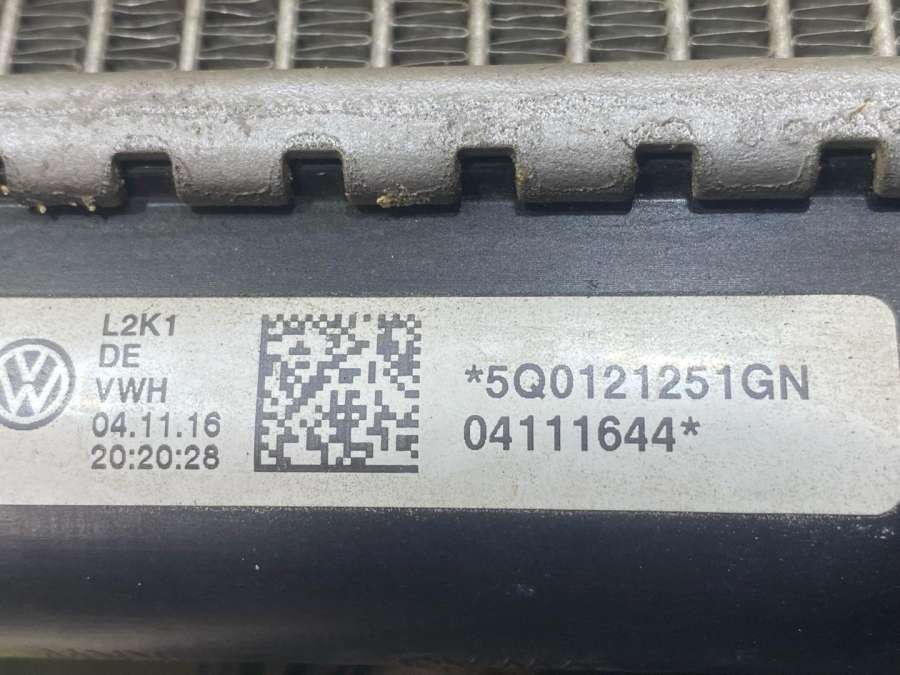 L2K1
DE
VWH
04.11.16
20:20:28
*5Q0121251GN
04111644*